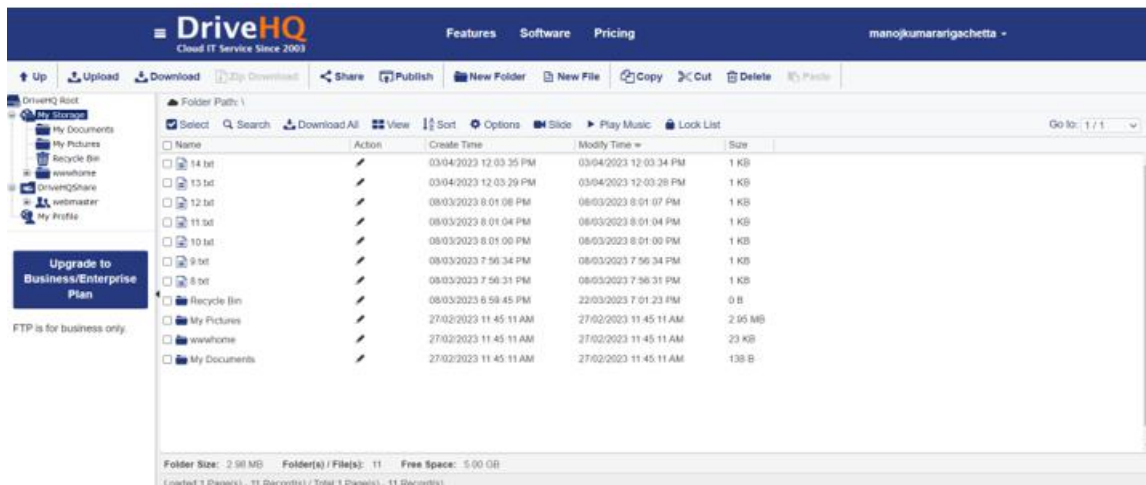 DriveHQ
Cloud IT Service Since 2003
Features Software Pricing
manojkumararigachetta
Up Upload Download Zip Download Share Publish New Folder New File Copy Cut Delete Paste
DriveHQ Root
My Storage
My Documents
My Pictures
Recycle Bin
wwwhome
DriveHQShare
webmaster
My Profile
Upgrade to
Business/Enterprise
Plan
FTP is for business only.
Folder Path: \
Select Search Download All View Sort Options Slide Play Music Lock List Go to: 1 / 1
Name Action Create Time Modify Time Size
14.txt 03/04/2023 12:03:35 PM 03/04/2023 12:03:34 PM 1 KB
13.txt 03/04/2023 12:03:29 PM 03/04/2023 12:03:28 PM 1 KB
12.txt 08/03/2023 8:01:08 PM 08/03/2023 8:01:07 PM 1 KB
11.txt 08/03/2023 8:01:04 PM 08/03/2023 8:01:04 PM 1 KB
10.txt 08/03/2023 8:01:00 PM 08/03/2023 8:01:00 PM 1 KB
9.txt 08/03/2023 7:56:34 PM 08/03/2023 7:56:34 PM 1 KB
8.txt 08/03/2023 7:56:31 PM 08/03/2023 7:56:31 PM 1 KB
Recycle Bin 08/03/2023 6:59:45 PM 22/03/2023 7:01:23 PM 0 B
My Pictures 27/02/2023 11:45:11 AM 27/02/2023 11:45:11 AM 2.95 MB
wwwhome 27/02/2023 11:45:11 AM 27/02/2023 11:45:11 AM 23 KB
My Documents 27/02/2023 11:45:11 AM 27/02/2023 11:45:11 AM 138 B
Folder Size: 2.98 MB Folder(s) / File(s): 11 Free Space: 5.00 GB
Loaded 1 Page(s) - 11 Record(s) / Total 1 Page(s) - 11 Record(s)